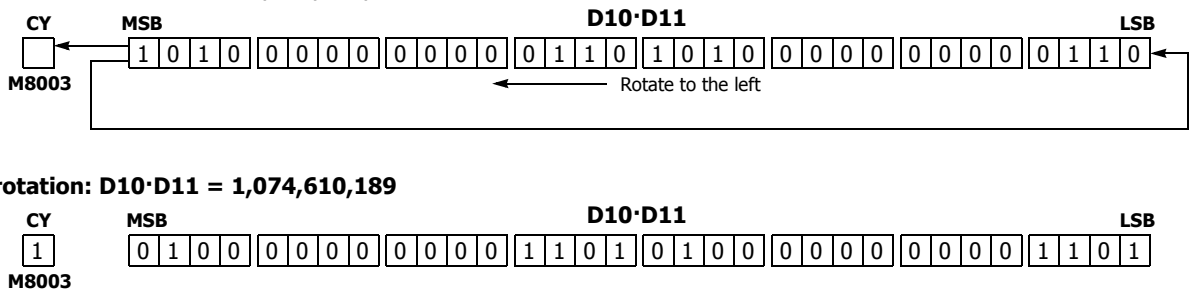 D10·D11
CY MSB LSB
1 0 1 0 0 0 0 0 0 0 0 0 0 1 1 0 1 0 1 0 0 0 0 0 0 0 0 0 0 1 1 0
M8003 Rotate to the left
rotation: D10·D11 = 1,074,610,189
CY MSB D10·D11 LSB
1 0 1 0 0 0 0 0 0 0 0 0 0 1 1 0 1 0 1 0 0 0 0 0 0 0 0 0 0 1 1 0 1
M8003